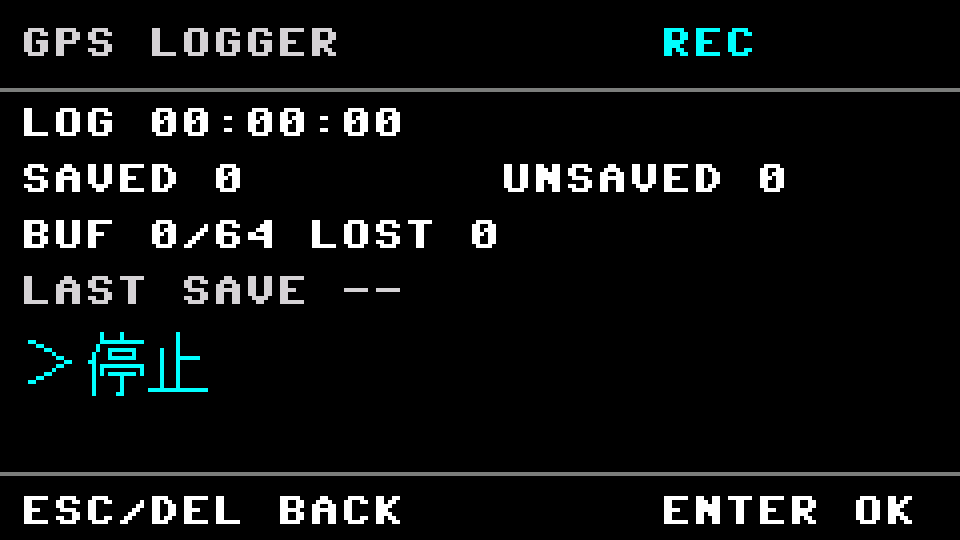 GPS LOGGER REC
LOG 00:00:00
SAVED 0 UNSAVED 0
BUF 0/64 LOST 0
LAST SAVE --
>停止
ESC/DEL BACK ENTER OK